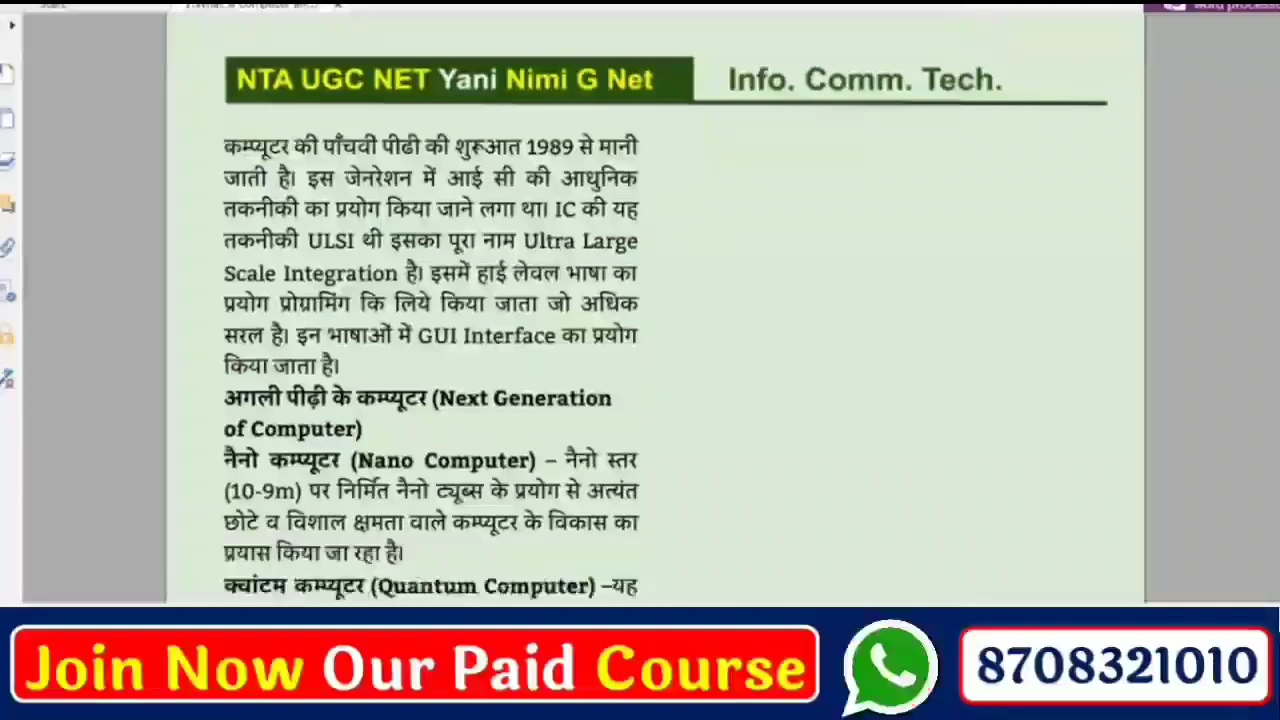 NTA UGC NET Yani Nimi G Net Info. Comm. Tech.
कम्प्यूटर की पाँचवी पीढी की शुरूआत 1989 से मानी
जाती है। इस जेनरेशन में आई सी की आधुनिक
तकनीकी का प्रयोग किया जाने लगा था। IC की यह
तकनीकी ULSI थी इसका पूरा नाम Ultra Large
Scale Integration है। इसमें हाई लेवल भाषा का
प्रयोग प्रोग्रामिंग कि लिये किया जाता जो अधिक
सरल है। इन भाषाओं में GUI Interface का प्रयोग
किया जाता है।
अगली पीढ़ी के कम्प्यूटर (Next Generation
of Computer)
नैनो कम्प्यूटर (Nano Computer) – नैनो स्तर
(10-9m) पर निर्मित नैनो ट्यूब्स के प्रयोग से अत्यंत
छोटे व विशाल क्षमता वाले कम्प्यूटर के विकास का
प्रयास किया जा रहा है।
क्वांटम कम्प्यूटर (Quantum Computer) –यह
Join Now Our Paid Course
8708321010